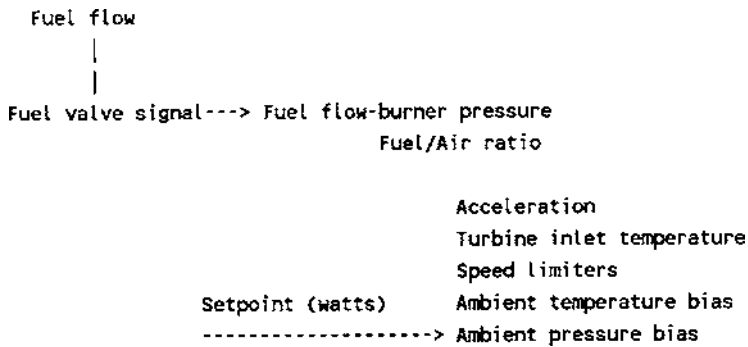 Fuel flow
|
|
Fuel valve signal---> Fuel flow-burner pressure
Fuel/Air ratio
Acceleration
Turbine inlet temperature
Speed limiters
Setpoint (watts) Ambient temperature bias
--------------------> Ambient pressure bias